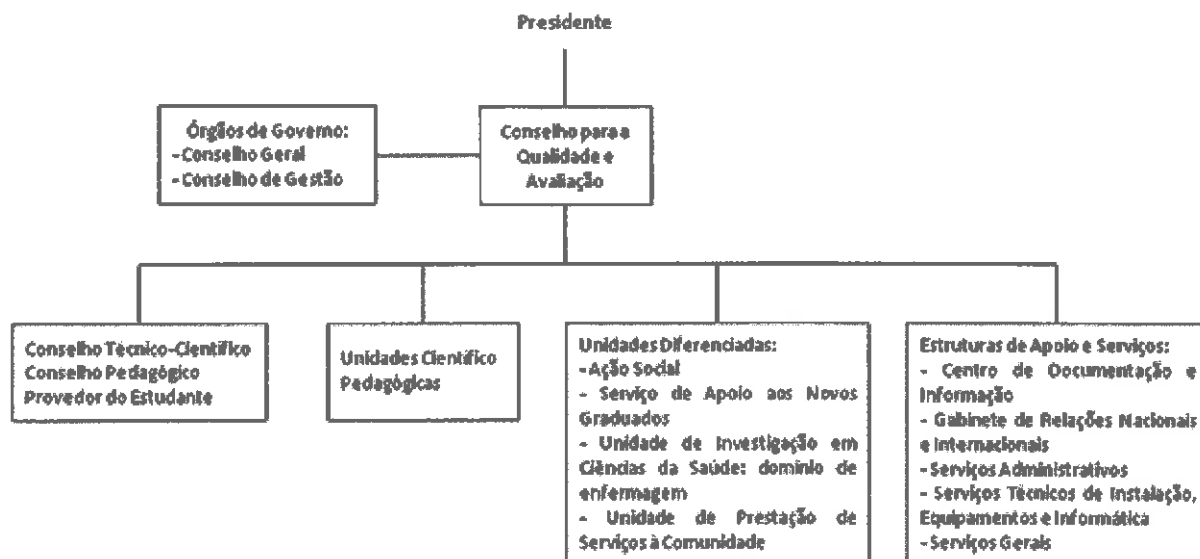 Presidente
Órgãos de Governo:
- Conselho Geral
- Conselho de Gestão
Conselho para a
Qualidade e
Avaliação
Conselho Técnico-Científico
Conselho Pedagógico
Provedor do Estudante
Unidades Científico
Pedagógicas
Unidades Diferenciadas:
- Ação Social
- Serviço de Apoio aos Novos
Graduados
- Unidade de Investigação em
Ciências da Saúde: domínio de
enfermagem
- Unidade de Prestação de
Serviços à Comunidade
Estruturas de Apoio e Serviços:
- Centro de Documentação e
Informação
- Gabinete de Relações Nacionais
e Internacionais
- Serviços Administrativos
- Serviços Técnicos de Instalação,
Equipamentos e Informática
- Serviços Gerais